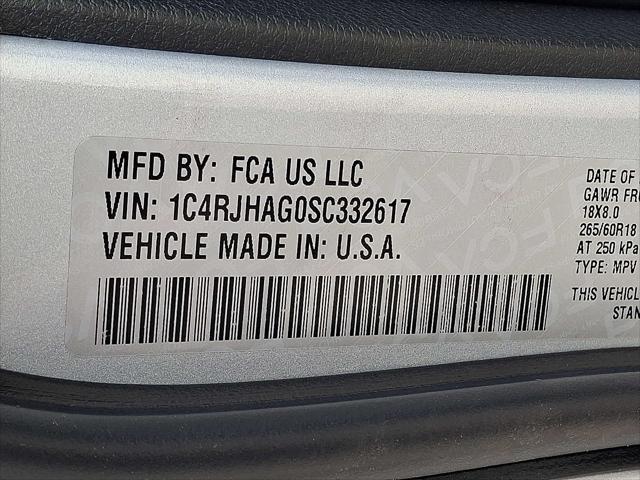 MFD BY: FCA US LLC
VIN: 1C4RJHAG0SC332617
VEHICLE MADE IN: U.S.A.
DATE OF
GAWR
18X8.0
265/60R18
AT 250 kPa
TYPE: MPV
THIS VEHICL
STAN